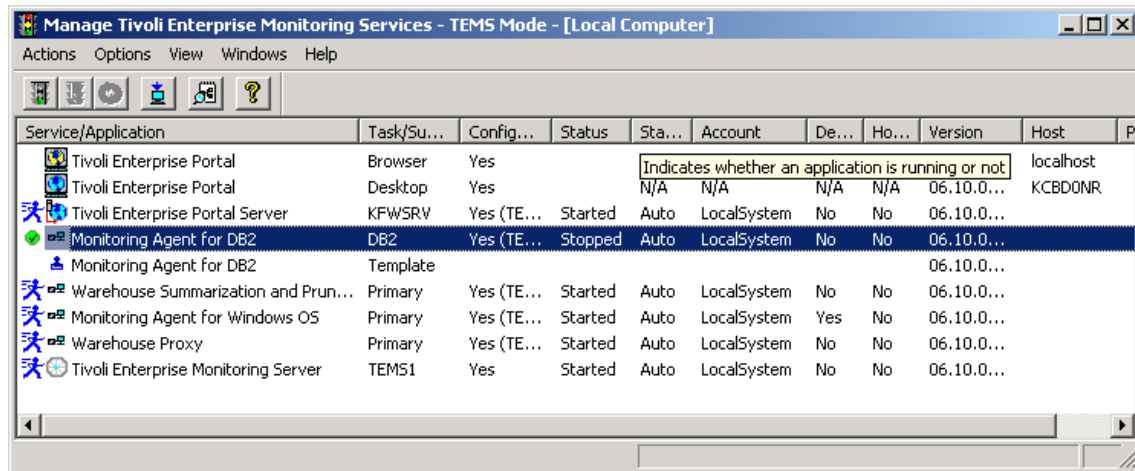 Manage Tivoli Enterprise Monitoring Services - TEMS Mode - [Local Computer]
Actions Options View Windows Help
Service/Application Task/Su... Config... Status Sta... Account De... Ho... Version Host P
Tivoli Enterprise Portal Browser Yes Indicates whether an application is running or not localhost
Tivoli Enterprise Portal Desktop Yes N/A N/A N/A N/A 06.10.0... KCBD0NR
Tivoli Enterprise Portal Server KFWSRV Yes (TE... Started Auto LocalSystem No No 06.10.0...
Monitoring Agent for DB2 DB2 Yes (TE... Stopped Auto LocalSystem No No 06.10.0...
Monitoring Agent for DB2 Template 06.10.0...
Warehouse Summarization and Prun... Primary Yes (TE... Started Auto LocalSystem No No 06.10.0...
Monitoring Agent for Windows OS Primary Yes (TE... Started Auto LocalSystem Yes No 06.10.0...
Warehouse Proxy Primary Yes (TE... Started Auto LocalSystem No No 06.10.0...
Tivoli Enterprise Monitoring Server TEMS1 Yes Started Auto LocalSystem No No 06.10.0...